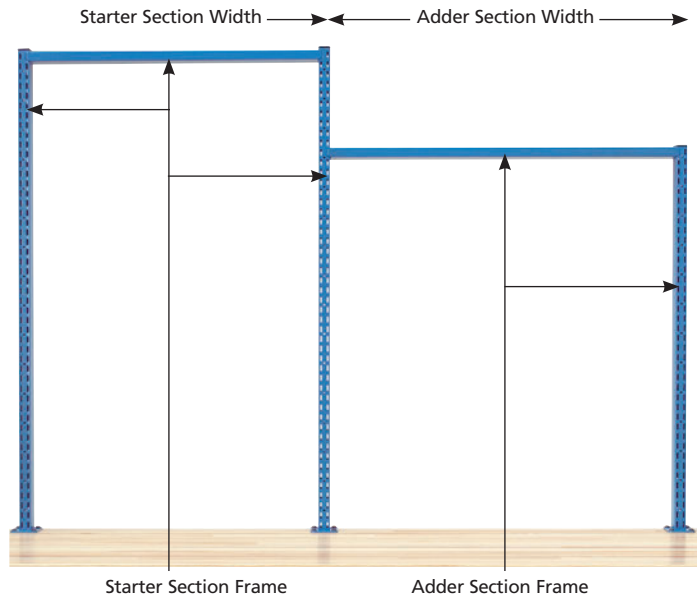 Starter Section Width
Adder Section Width
Starter Section Frame
Adder Section Frame